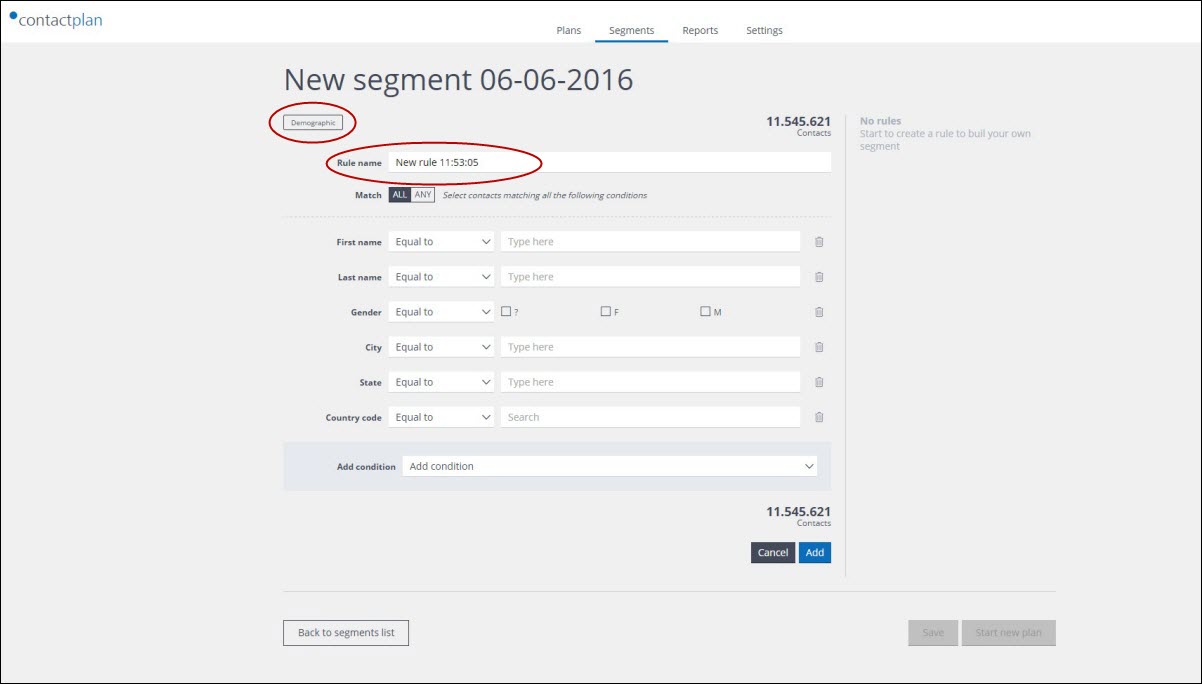 contactplan
Plans Segments Reports Settings
New segment 06-06-2016
Demographic
11.545.621
Contacts
No rules
Start to create a rule to buil your own
segment
Rule name New rule 11:53:05
Match ALL ANY Select contacts matching all the following conditions
First name Equal to Type here
Last name Equal to Type here
Gender Equal to ? F M
City Equal to Type here
State Equal to Type here
Country code Equal to Search
Add condition Add condition
11.545.621
Contacts
Cancel Add
Back to segments list Save Start new plan